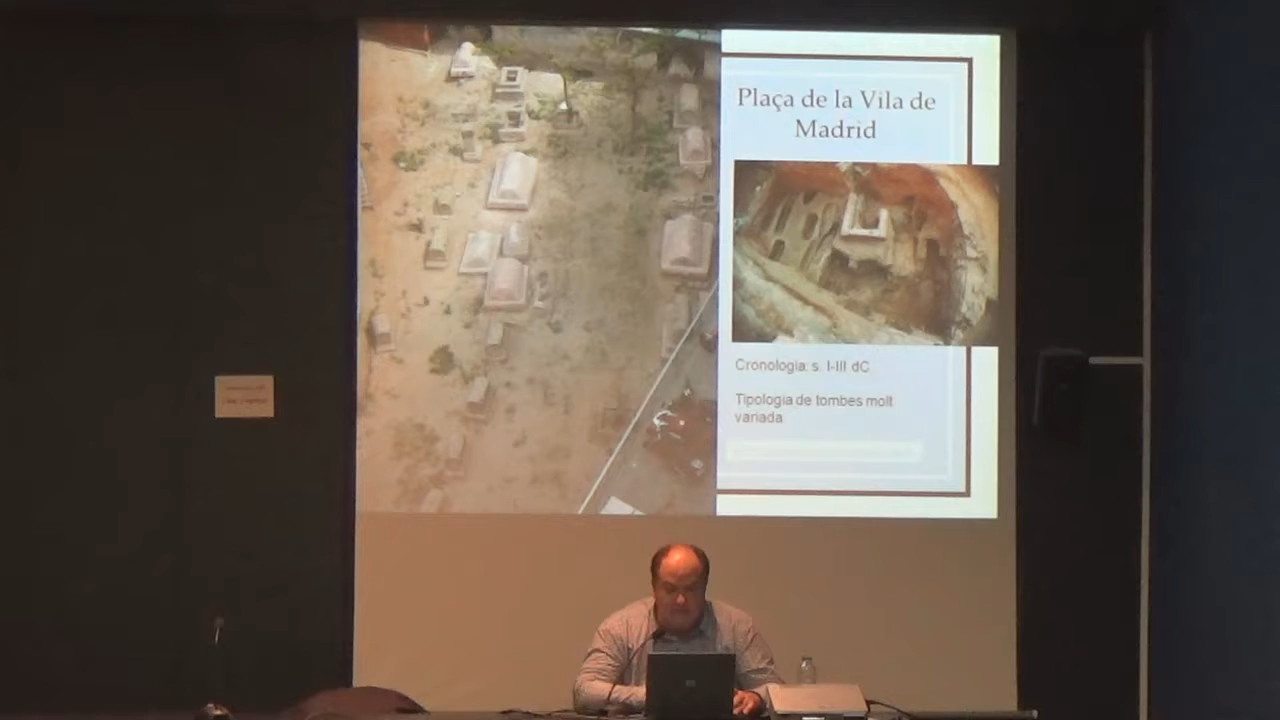 Plaça de la Vila de
Madrid
Cronologia: s. I-III dC
Tipologia de tombes molt
variada